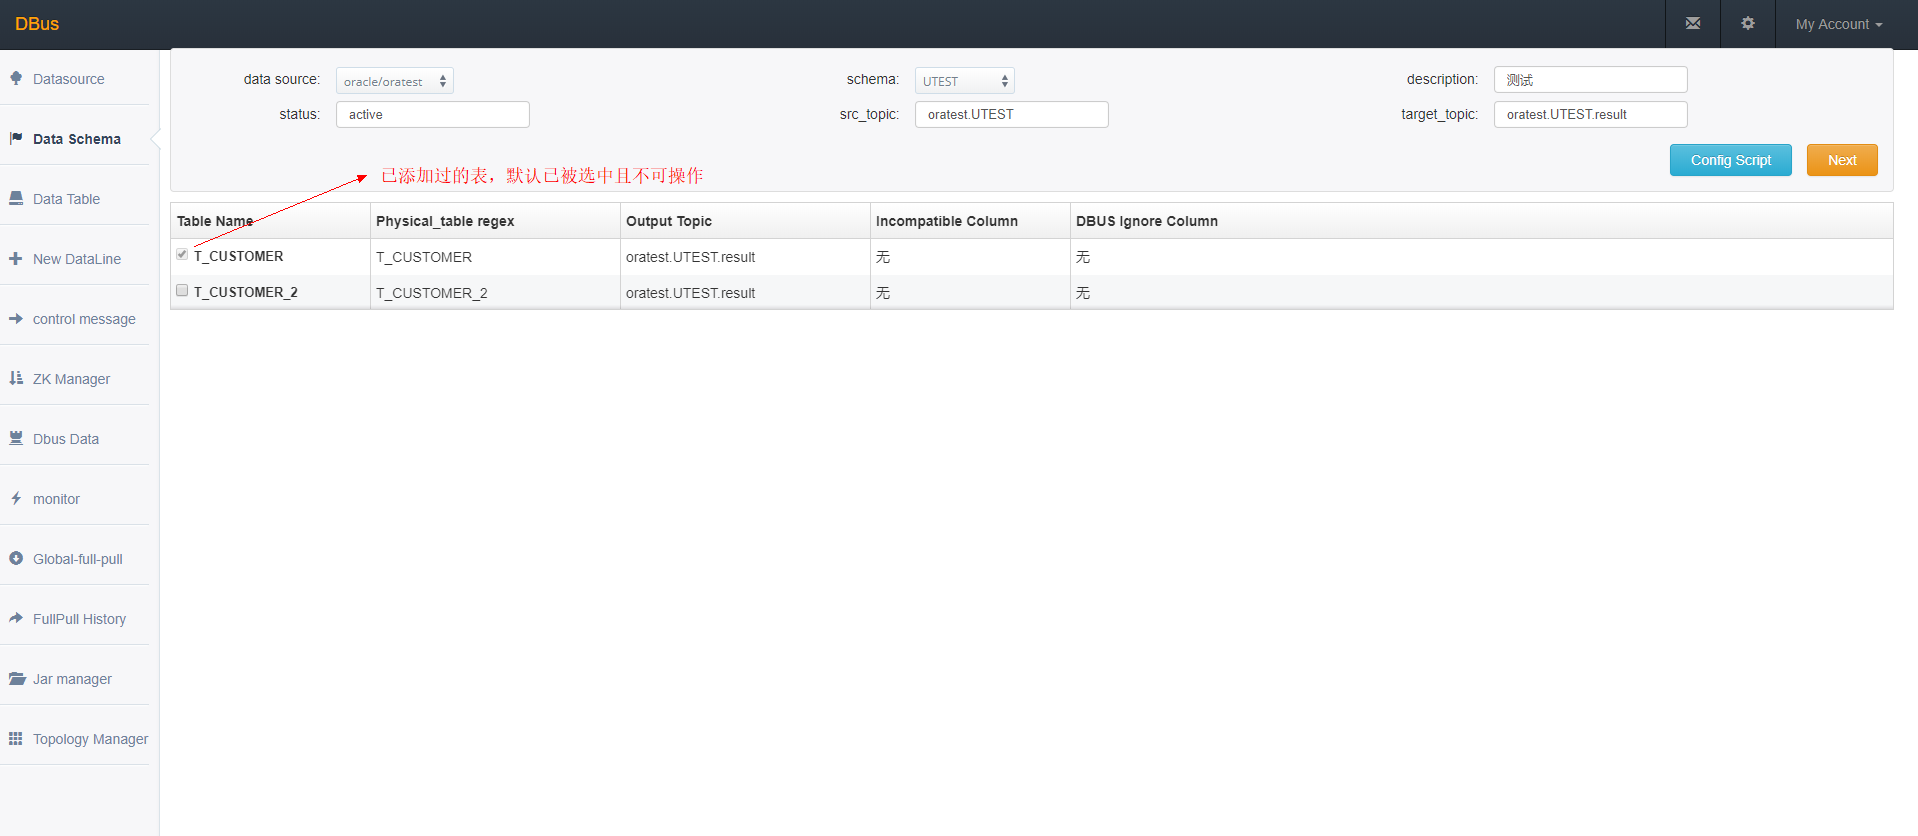 DBus
My Account
Datasource
Data Schema
Data Table
New DataLine
control message
ZK Manager
Dbus Data
monitor
Global-full-pull
FullPull History
Jar manager
Topology Manager
data source: oracle/oratest schema: UTEST description: 测试
status: active src_topic: oratest.UTEST target_topic: oratest.UTEST.result
Config Script Next
已添加过的表，默认已被选中且不可操作
Table Name Physical_table regex Output Topic Incompatible Column DBUS Ignore Column
T_CUSTOMER T_CUSTOMER oratest.UTEST.result 无 无
T_CUSTOMER_2 T_CUSTOMER_2 oratest.UTEST.result 无 无